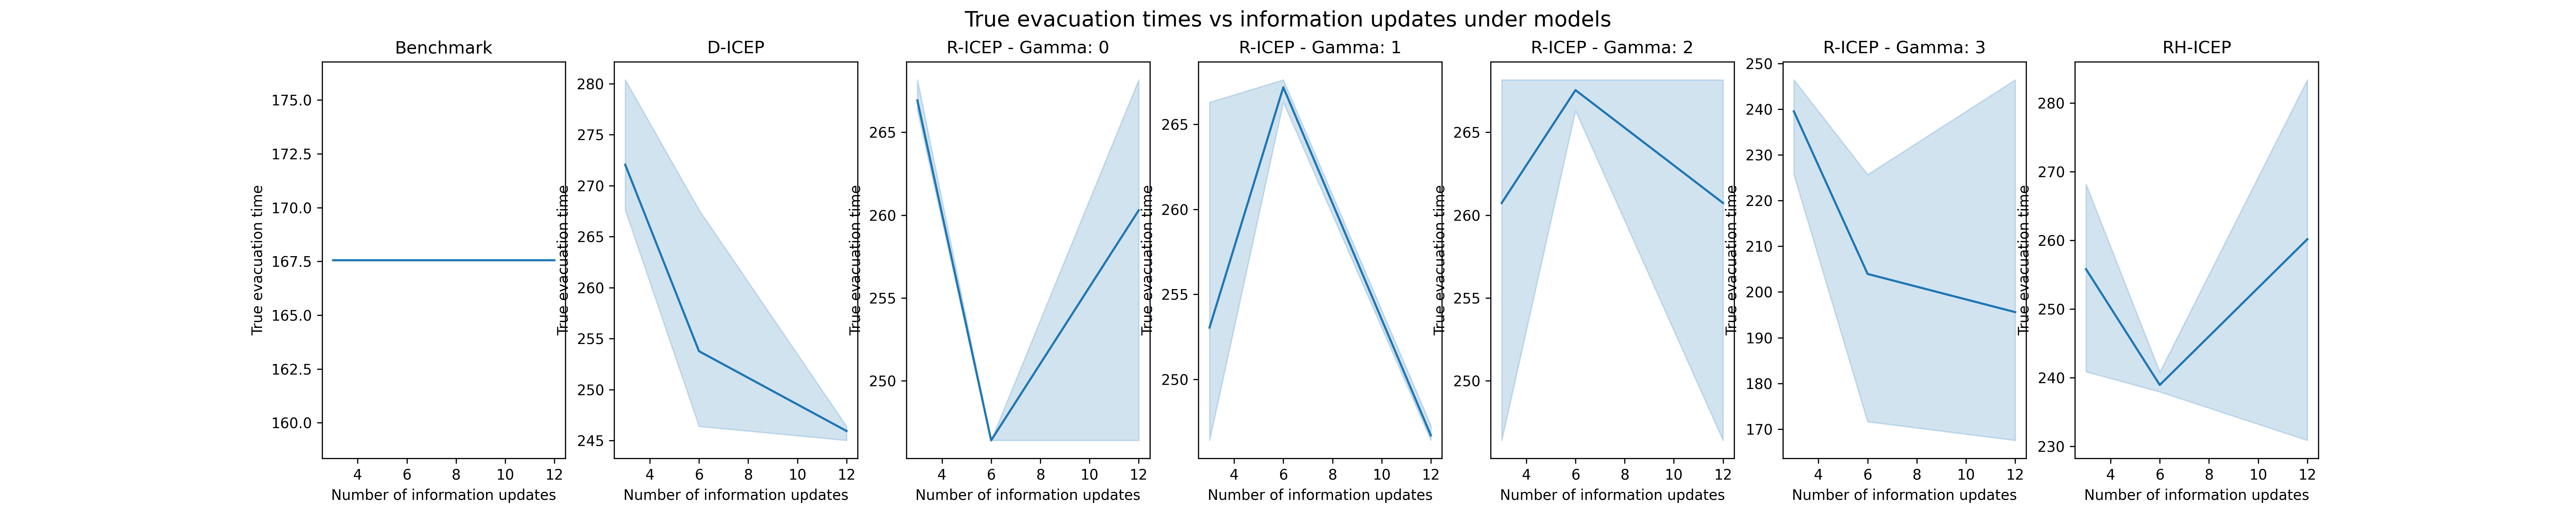 True evacuation times vs information updates under models
Benchmark
True evacuation time
175.0
172.5
170.0
167.5
165.0
162.5
160.0
4 6 8 10 12
Number of information updates
D-ICEP
True evacuation time
280
275
270
265
260
255
250
245
4 6 8 10 12
Number of information updates
R-ICEP - Gamma: 0
True evacuation time
265
260
255
250
4 6 8 10 12
Number of information updates
R-ICEP - Gamma: 1
True evacuation time
265
260
255
250
4 6 8 10 12
Number of information updates
R-ICEP - Gamma: 2
True evacuation time
265
260
255
250
4 6 8 10 12
Number of information updates
R-ICEP - Gamma: 3
True evacuation time
250
240
230
220
210
200
190
180
170
4 6 8 10 12
Number of information updates
RH-ICEP
True evacuation time
280
270
260
250
240
230
4 6 8 10 12
Number of information updates